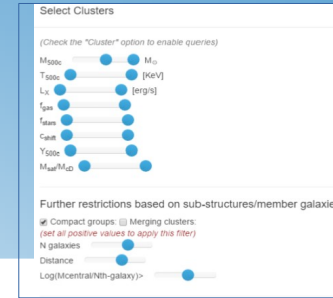 Select Clusters
(Check the "Cluster" option to enable queries)
M500c M⊙
T500c [KeV]
LX [erg/s]
fgas
fstars
cshift
Y500c
Msat/McD
Further restrictions based on sub-structures/member galaxie
Compact groups: Merging clusters:
(set all positive values to apply this filter)
N galaxies
Distance
Log(Mcentral/Nth-galaxy)>